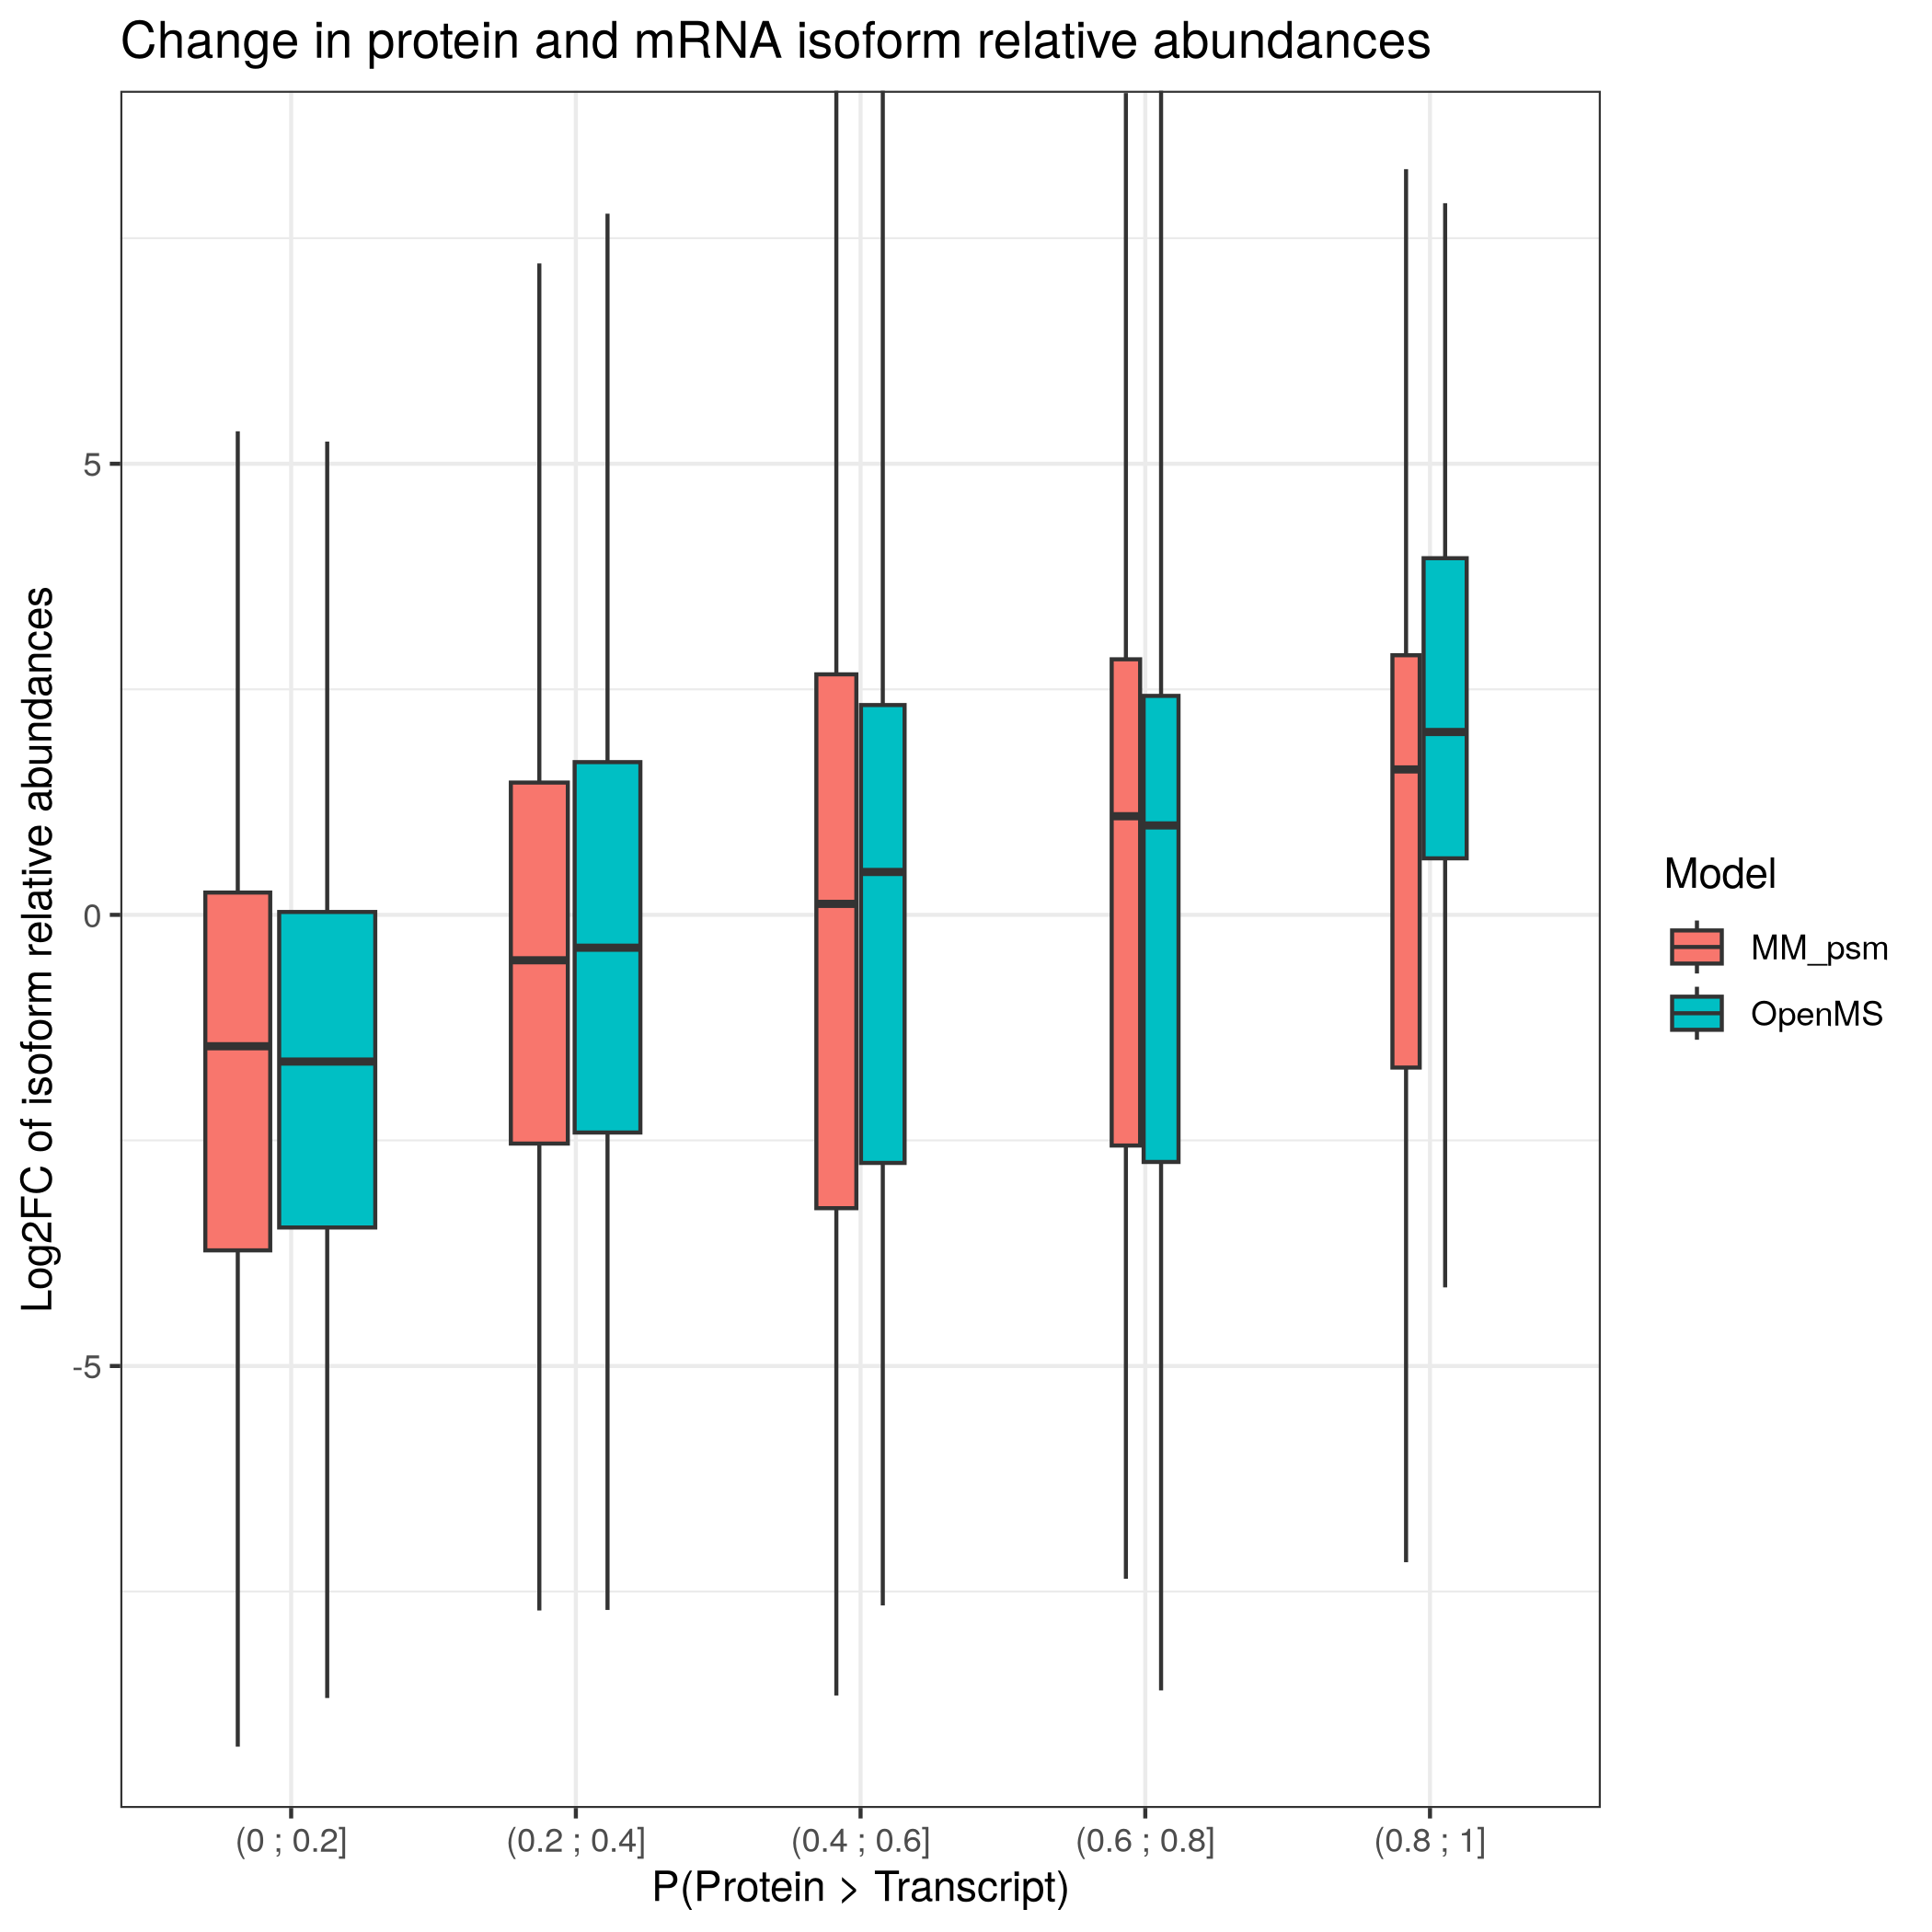 Change in protein and mRNA isoform relative abundances
Log2FC of isoform relative abundances
5
0
-5
(0 ; 0.2]
(0.2 ; 0.4]
(0.4 ; 0.6]
(0.6 ; 0.8]
(0.8 ; 1]
P(Protein > Transcript)
Model
MM_psm
OpenMS